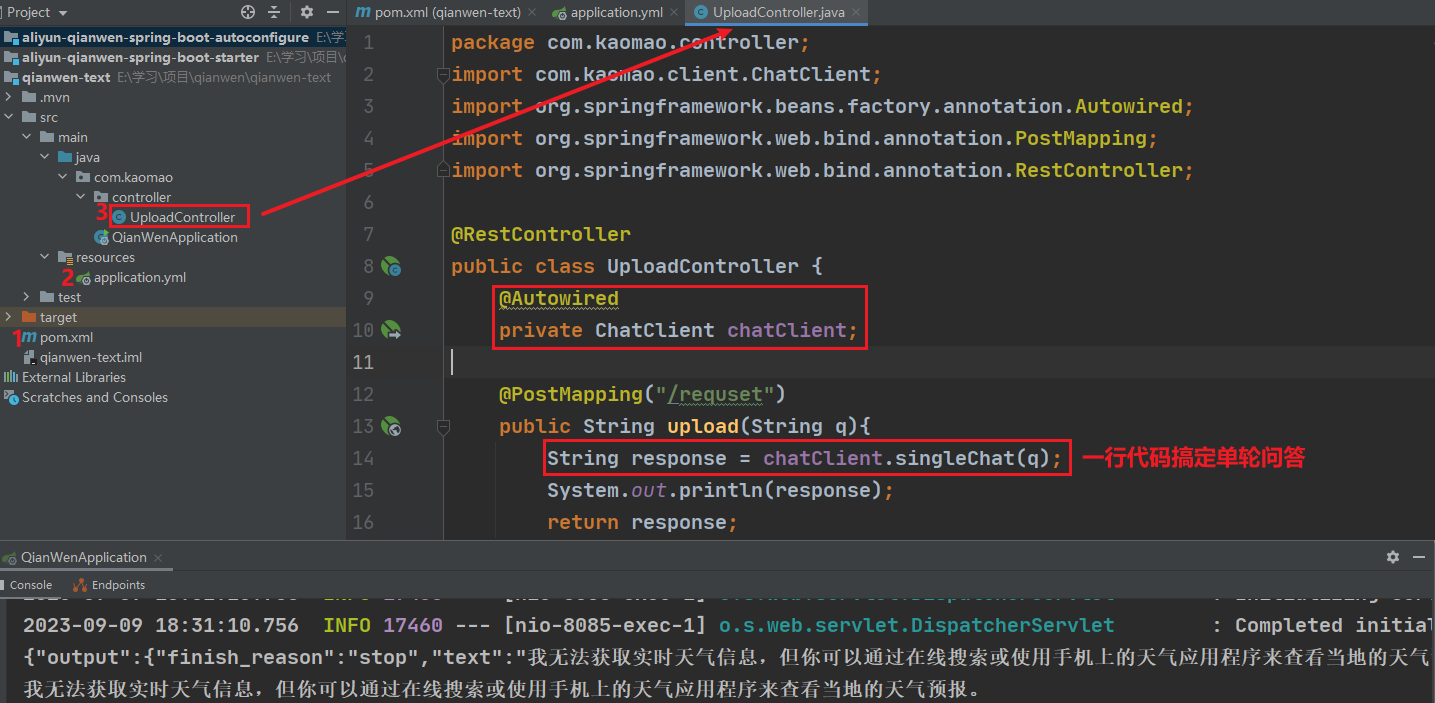 Project
pom.xml (qianwen-text)
application.yml
UploadController.java
aliyun-qianwen-spring-boot-autoconfigure E:\学习
aliyun-qianwen-spring-boot-starter E:\学习\项目\
qianwen-text E:\学习\项目\qianwen\qianwen-text
.mvn
src
main
java
com.kaomao
controller
3 UploadController
QianWenApplication
resources
2 application.yml
test
target
1 pom.xml
qianwen-text.iml
External Libraries
Scratches and Consoles
1 package com.kaomao.controller;
2 import com.kaomao.client.ChatClient;
3 import org.springframework.beans.factory.annotation.Autowired;
4 import org.springframework.web.bind.annotation.PostMapping;
5 import org.springframework.web.bind.annotation.RestController;
6
7 @RestController
8 public class UploadController {
9 @Autowired
10 private ChatClient chatClient;
11
12 @PostMapping("/requset")
13 public String upload(String q){
14 String response = chatClient.singleChat(q); 一行代码搞定单轮问答
15 System.out.println(response);
16 return response;
QianWenApplication
Console Endpoints
2023-09-09 18:31:10.756 INFO 17460 --- [nio-8085-exec-1] o.s.web.servlet.DispatcherServlet : Completed initial
{"output":{"finish_reason":"stop","text":"我无法获取实时天气信息，但你可以通过在线搜索或使用手机上的天气应用程序来查看当地的天气
我无法获取实时天气信息，但你可以通过在线搜索或使用手机上的天气应用程序来查看当地的天气预报。